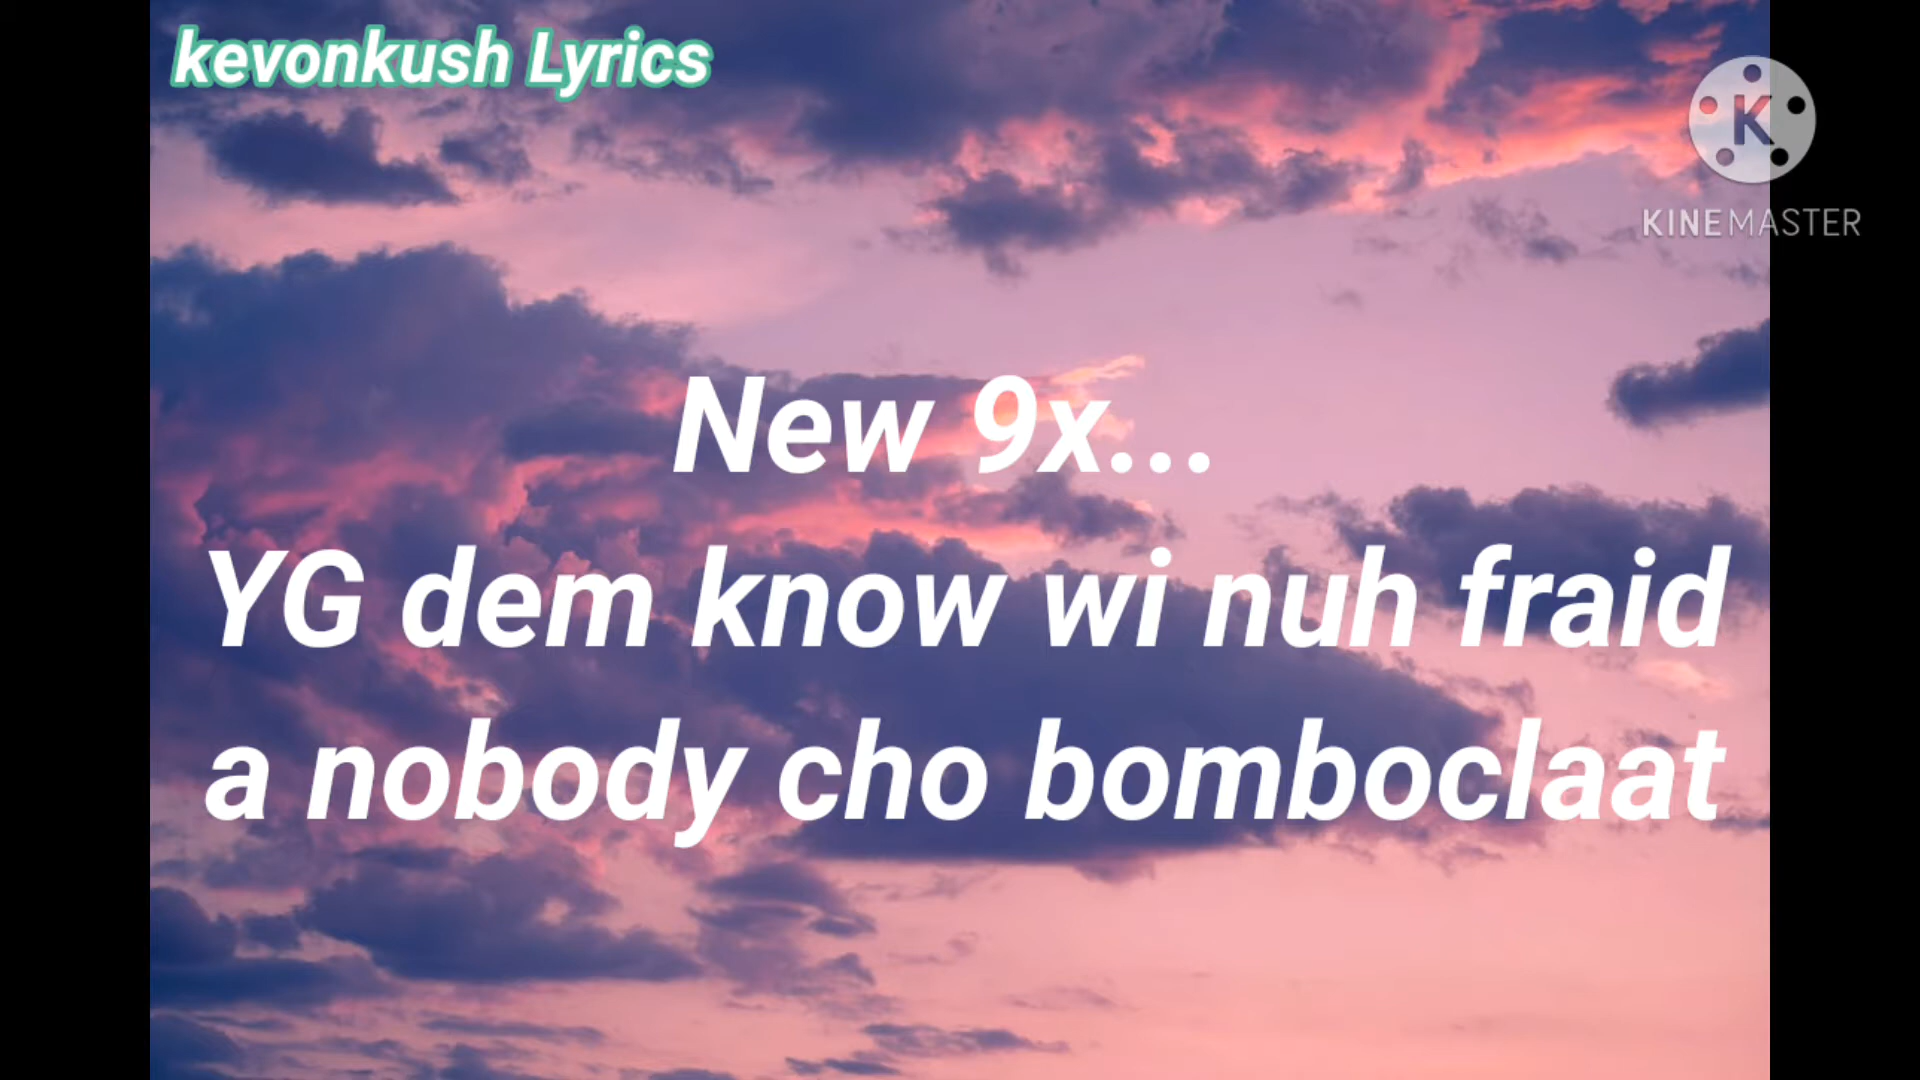 kevonkush Lyrics
K
KINEMASTER
New 9x...
YG dem know wi nuh fraid
a nobody cho bomboclaat